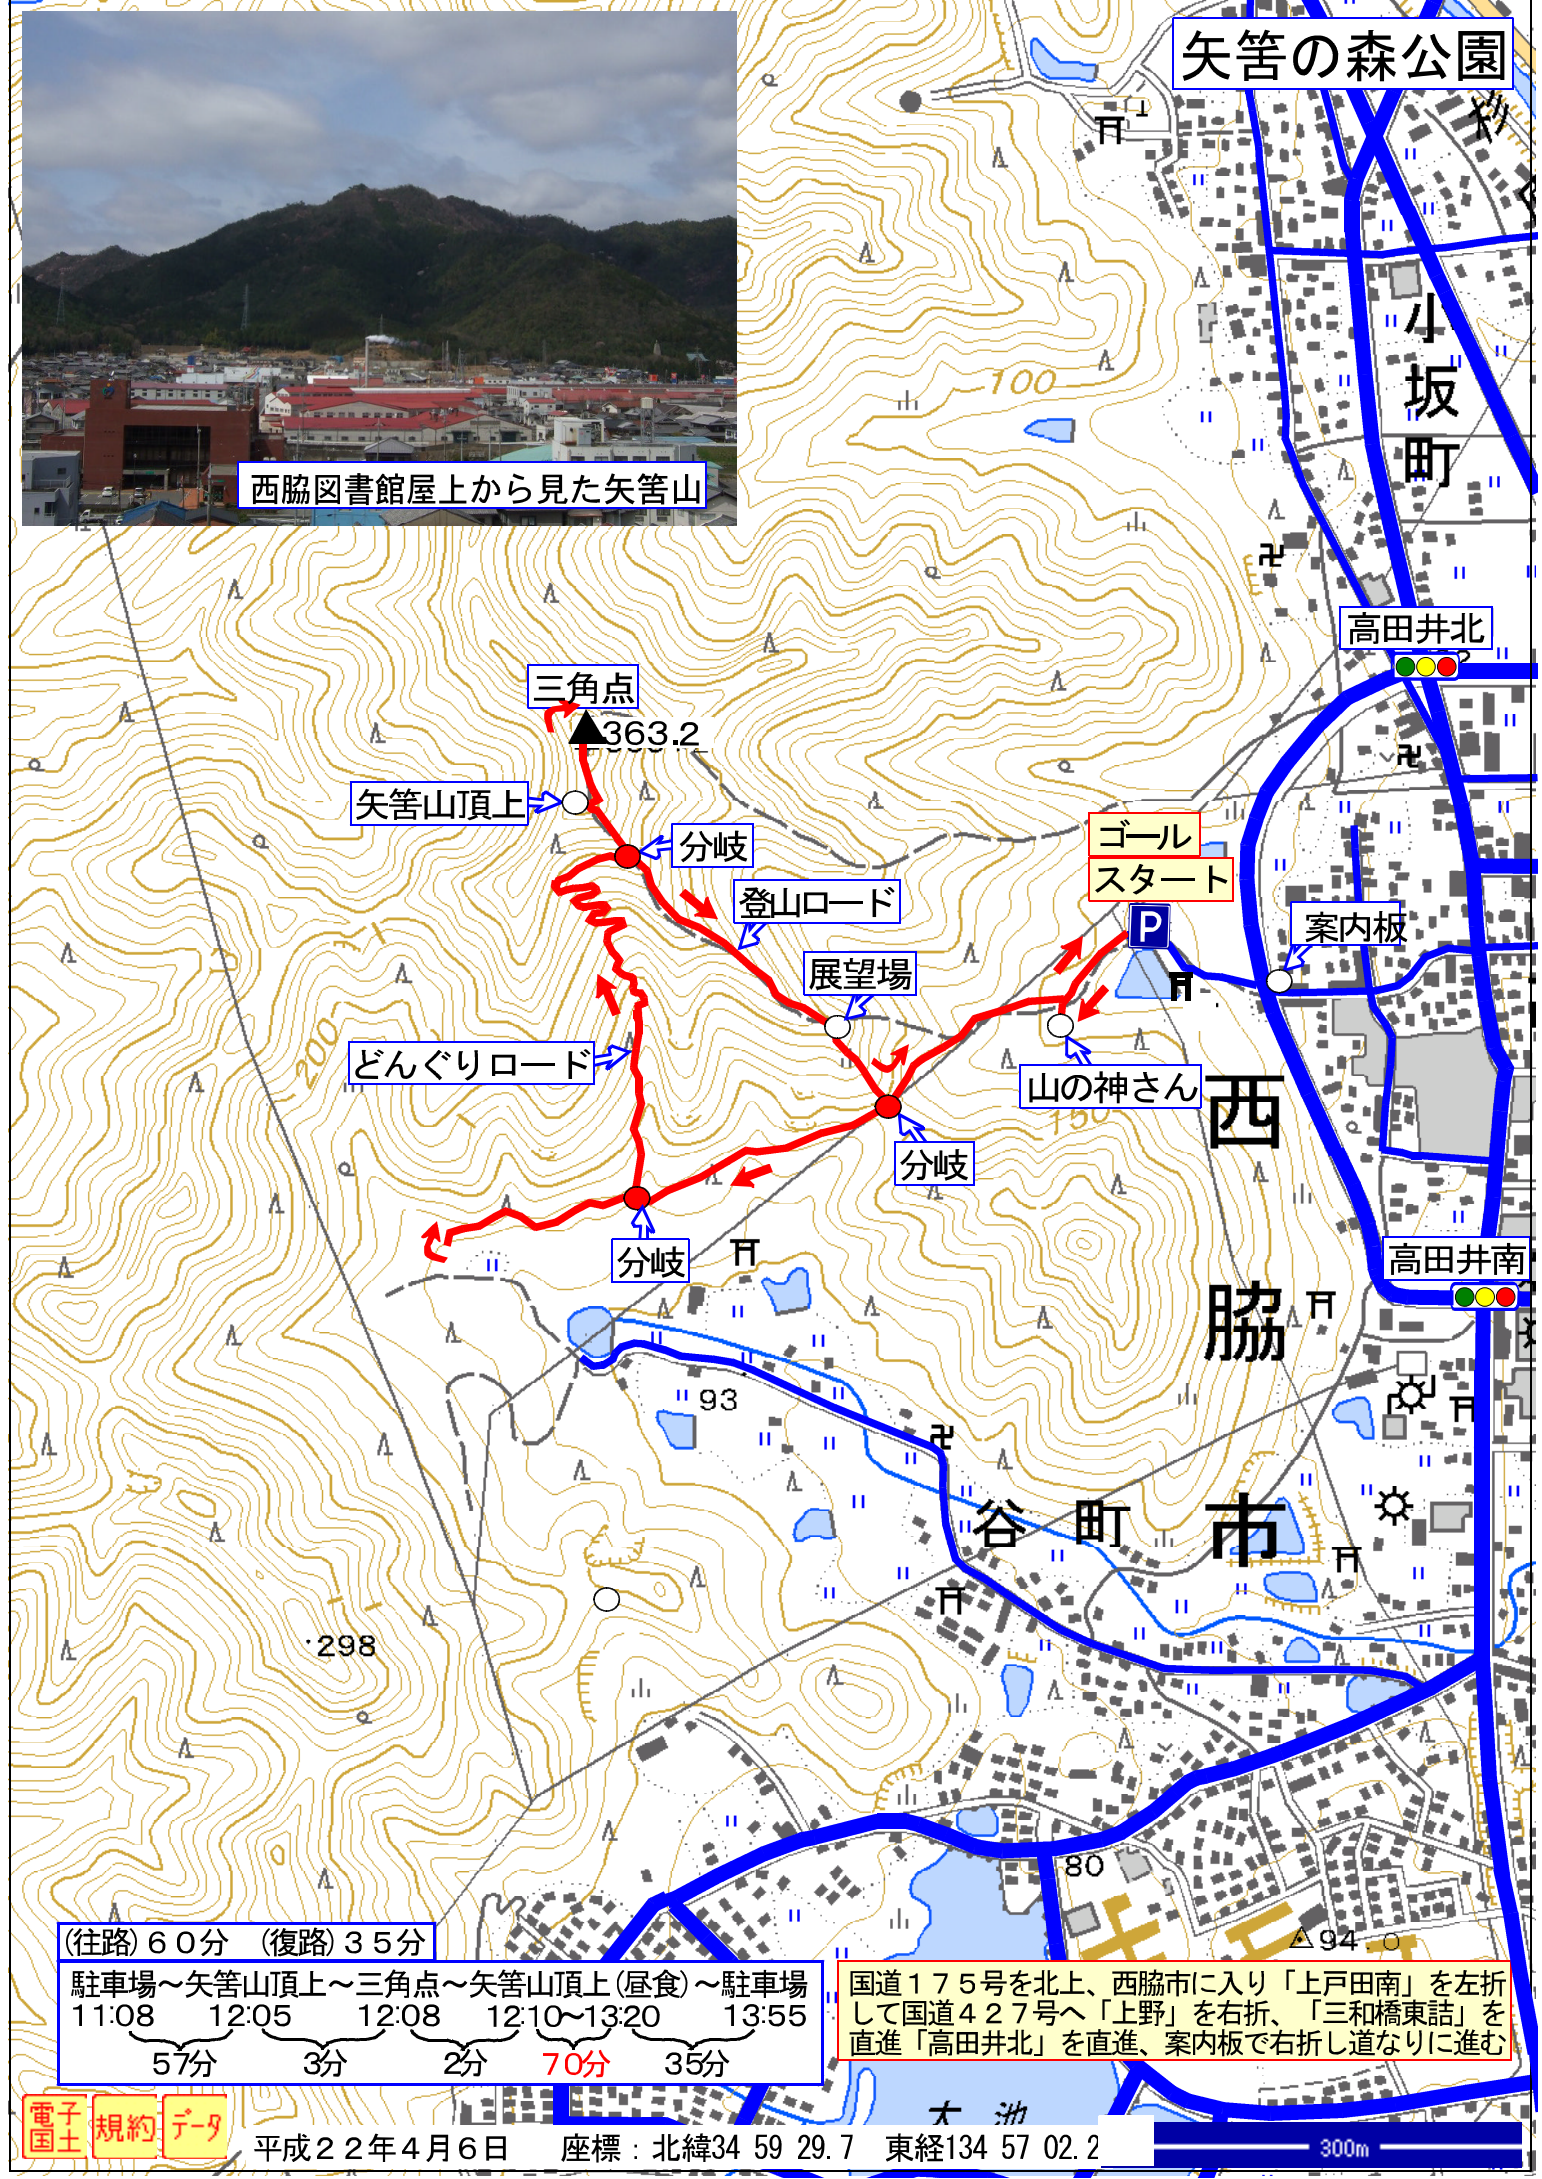 矢筈の森公園
杉
西脇図書館屋上から見た矢筈山
100
小坂町
高田井北
三角点
363.2
矢筈山頂上
分岐
ゴール
スタート
P
登山ロード
案内板
展望場
200
どんぐりロード
山の神さん
150
分岐
西脇市
分岐
高田井南
93
谷町
298
80
94
(往路)60分 (復路)35分
駐車場～矢筈山頂上～三角点～矢筈山頂上(昼食)～駐車場
11:08 12:05 12:08 12:10～13:20 13:55
57分 3分 2分 70分 35分
国道175号を北上、西脇市に入り「上戸田南」を左折
して国道427号へ「上野」を右折、「三和橋東詰」を
直進「高田井北」を直進、案内板で右折し道なりに進む
電子国土 規約 データ
大池
平成22年4月6日 座標：北緯34 59 29.7 東経134 57 02.2
300m